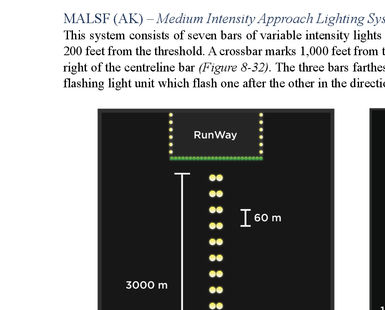 MALSF (AK) – Medium Intensity Approach Lighting Sys
This system consists of seven bars of variable intensity lights
200 feet from the threshold. A crossbar marks 1,000 feet from t
right of the centreline bar (Figure 8-32). The three bars farthes
flashing light unit which flash one after the other in the directi
RunWay
60 m
3000 m